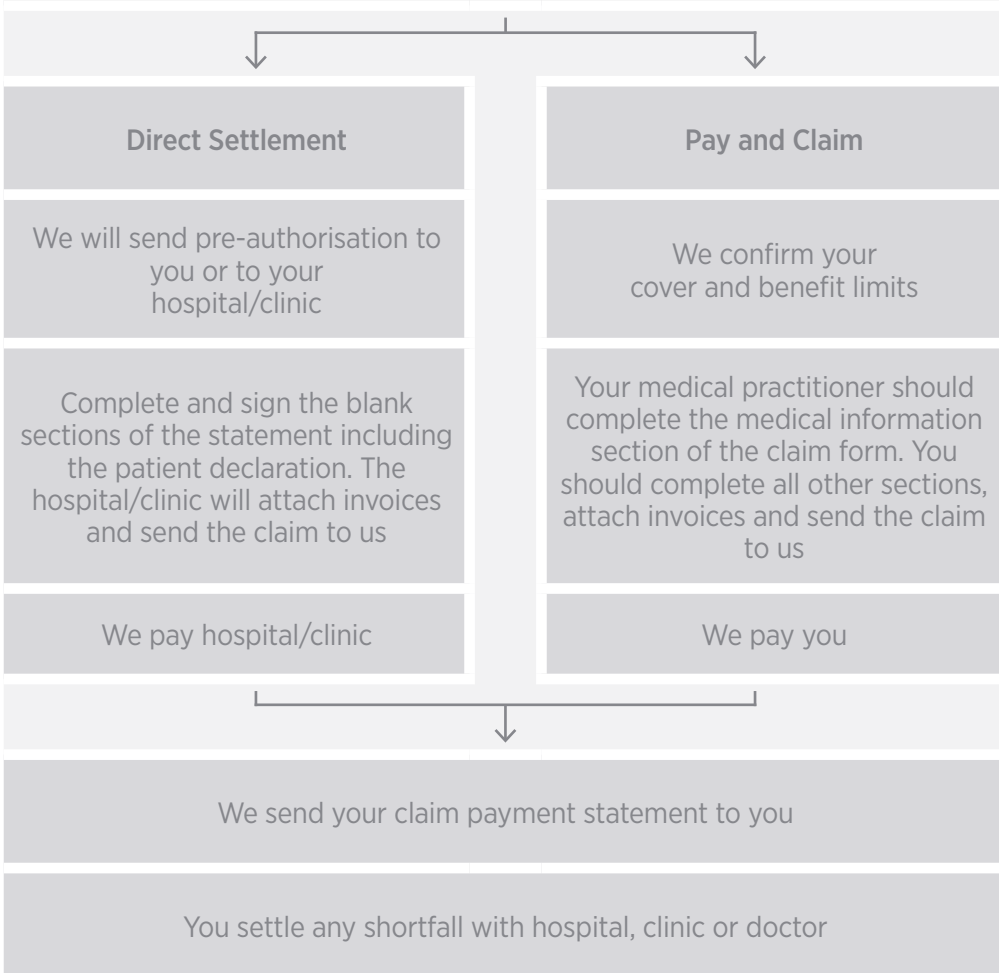 Direct Settlement
We will send pre-authorisation to
you or to your
hospital/clinic
Complete and sign the blank
sections of the statement including
the patient declaration. The
hospital/clinic will attach invoices
and send the claim to us
We pay hospital/clinic
Pay and Claim
We confirm your
cover and benefit limits
Your medical practitioner should
complete the medical information
section of the claim form. You
should complete all other sections,
attach invoices and send the claim
to us
We pay you
We send your claim payment statement to you
You settle any shortfall with hospital, clinic or doctor